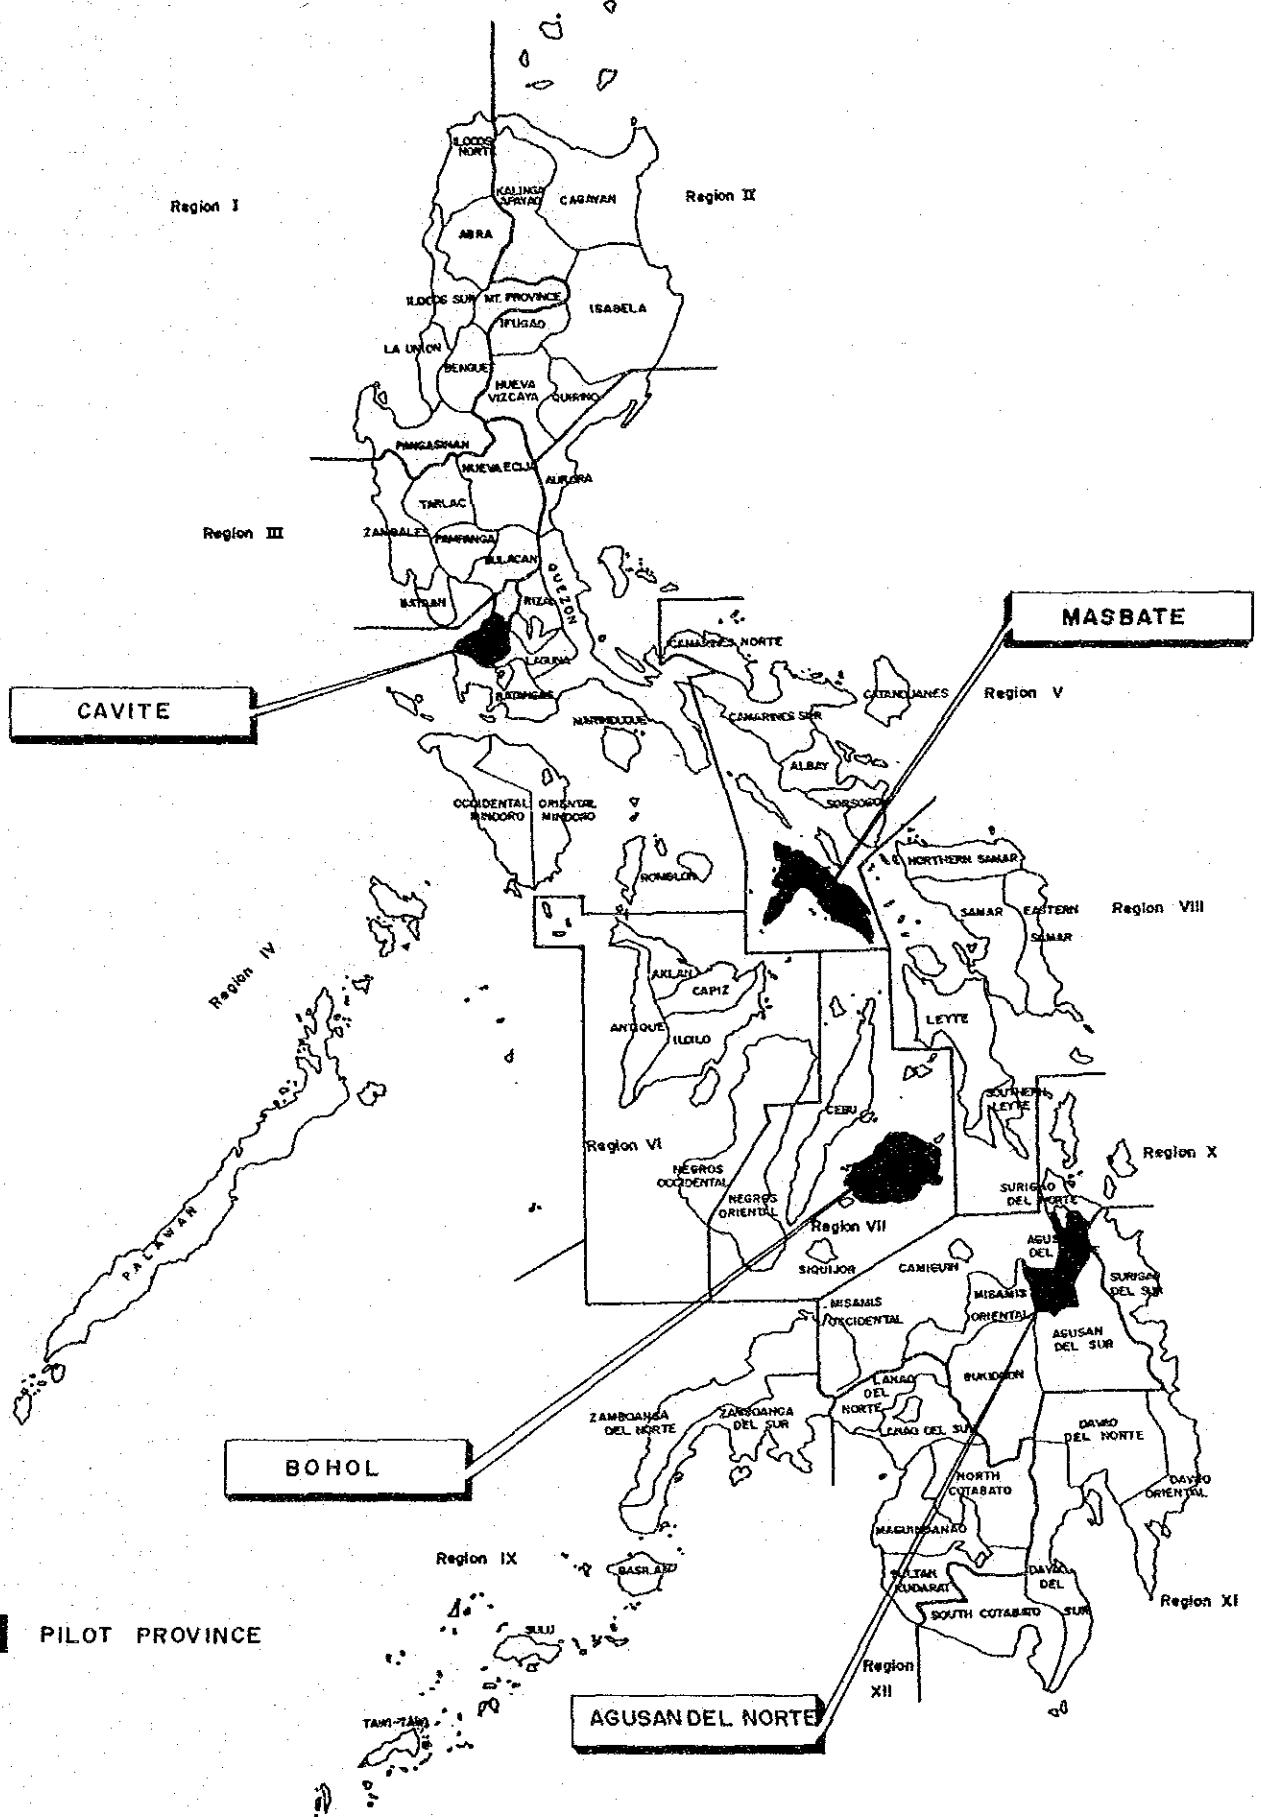 ILOCOS
NORTE
KALINGA
APAYAO
CAGAYAN
Region I
Region II
ABRA
ILOCOS SUR
MT. PROVINCE
ISABELA
IFUGAO
LA UNION
BENGUET
NUEVA
VIZCAYA
QUIRINO
PANGASINAN
NUEVA ECIJA
AURORA
TARLAC
Region III
ZAMBALES
PAMPANGA
BULACAN
QUEZON
BATAAN
RIZAL
MASBATE
CAMARINES NORTE
LAGUNA
CATANDUANES
Region V
CAVITE
BATANGAS
MARINDUQUE
CAMARINES SUR
ALBAY
OCCIDENTAL
MINDORO
ORIENTAL
MINDORO
SORSOGON
NORTHERN SAMAR
ROMBLON
SAMAR
EASTERN
SAMAR
Region VIII
Region IV
AKLAN
CAPIZ
ANTIQUE
ILOILO
LEYTE
SOUTHERN
LEYTE
CEBU
Region VI
Region X
NEGROS
OCCIDENTAL
NEGROS
ORIENTAL
SURIGAO
DEL NORTE
PALAWAN
Region VII
AGUS
DEL
SIQUIJOR
CAMIGUIN
SURIGAO
DEL SUR
MISAMIS
OCCIDENTAL
MISAMIS
ORIENTAL
AGUSAN
DEL SUR
BUKIDNON
LANAO
DEL
NORTE
ZAMBOANGA
DEL NORTE
ZAMBOANGA
DEL SUR
LANAO DEL SUR
DAVAO
DEL NORTE
BOHOL
NORTH
COTABATO
DAVAO
ORIENTAL
MAGUINDANAO
Region IX
BASILAN
SULTAN
KUDARAT
DAVAO
DEL
SUR
SOUTH COTABATO
Region XI
PILOT PROVINCE
SULU
Region
XII
AGUSAN DEL NORTE
TAWI-TAWI